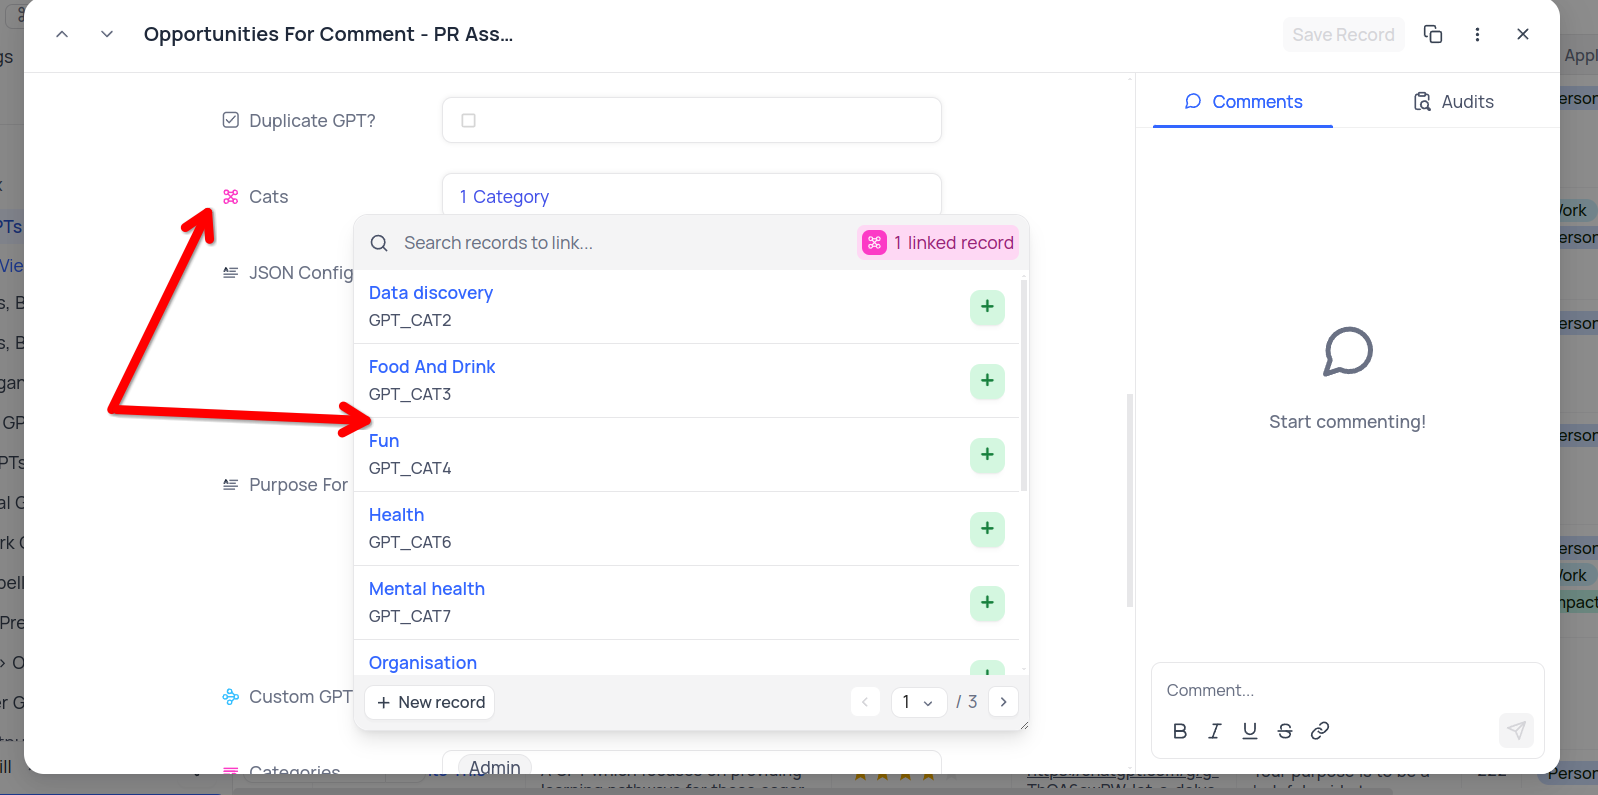 Opportunities For Comment - PR Ass...
Save Record
Duplicate GPT?
Cats
1 Category
Search records to link...
1 linked record
JSON Config
Data discovery
GPT_CAT2
Food And Drink
GPT_CAT3
Fun
GPT_CAT4
Health
GPT_CAT6
Purpose For
Mental health
GPT_CAT7
Organisation
Custom GPT
+ New record
1 / 3
Categories
Admin
Comments
Audits
Start commenting!
Comment...
B I U S